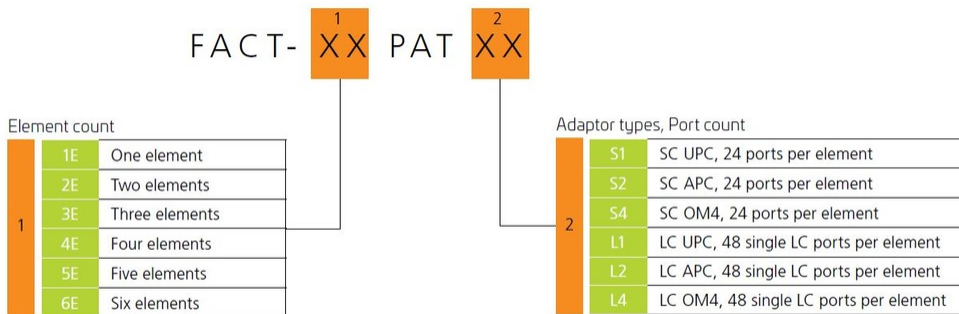 1 2
FACT- XX PAT XX
Element count
1
1E One element
2E Two elements
3E Three elements
4E Four elements
5E Five elements
6E Six elements
Adaptor types, Port count
2
S1 SC UPC, 24 ports per element
S2 SC APC, 24 ports per element
S4 SC OM4, 24 ports per element
L1 LC UPC, 48 single LC ports per element
L2 LC APC, 48 single LC ports per element
L4 LC OM4, 48 single LC ports per element